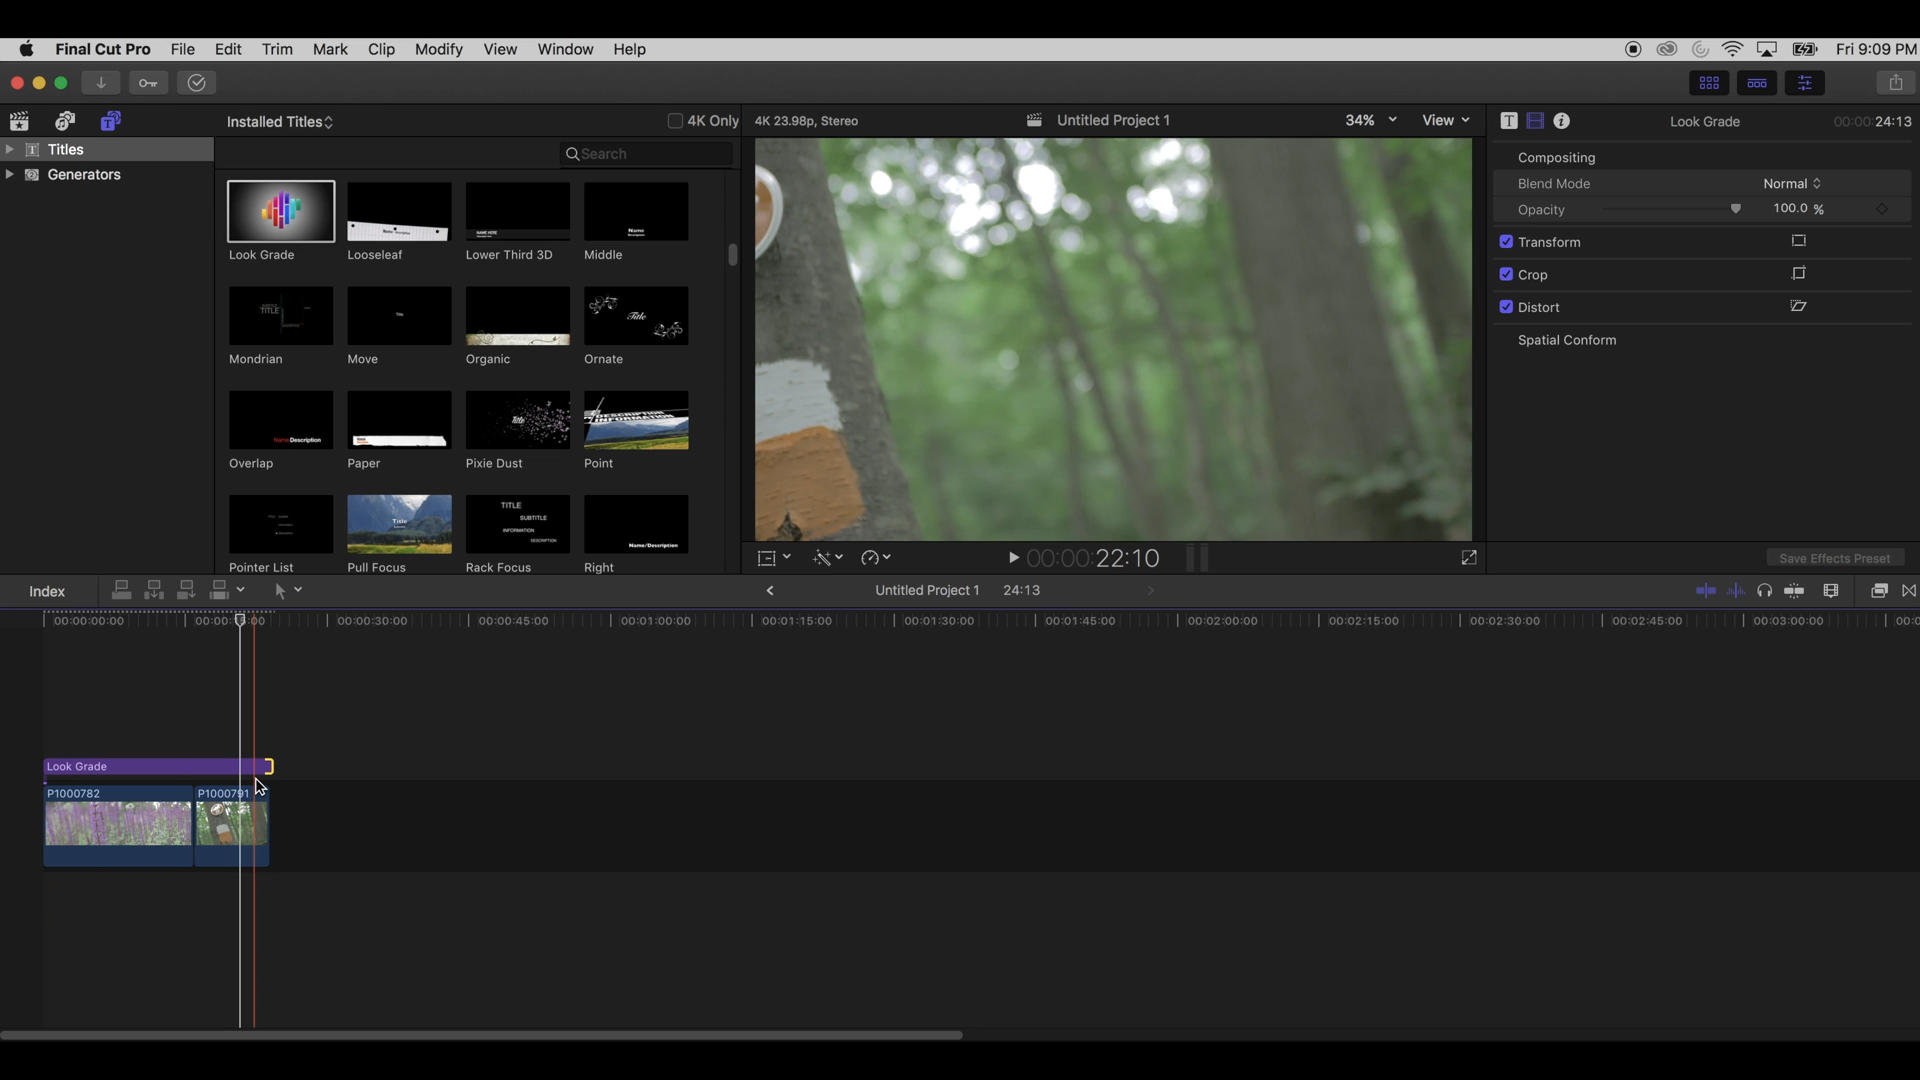 Final Cut Pro File Edit Trim Mark Clip Modify View Window Help Fri 9:09 PM
Installed Titles 4K Only 4K 23.98p, Stereo Untitled Project 1 34% View Look Grade 00:00:24:13
Titles
Search
Compositing
Generators
Blend Mode Normal
Opacity 100.0 %
Look Grade Looseleaf Lower Third 3D Middle
Transform
Crop
Distort
Spatial Conform
Mondrian Move Organic Ornate
Overlap Paper Pixie Dust Point
Pointer List Pull Focus Rack Focus Right
00:00:22:10
Save Effects Preset
Index Untitled Project 1 24:13
00:00:00:00 00:00:15:00 00:00:30:00 00:00:45:00 00:01:00:00 00:01:15:00 00:01:30:00 00:01:45:00 00:02:00:00 00:02:15:00 00:02:30:00 00:02:45:00 00:03:00:00
Look Grade
P1000782 P1000791